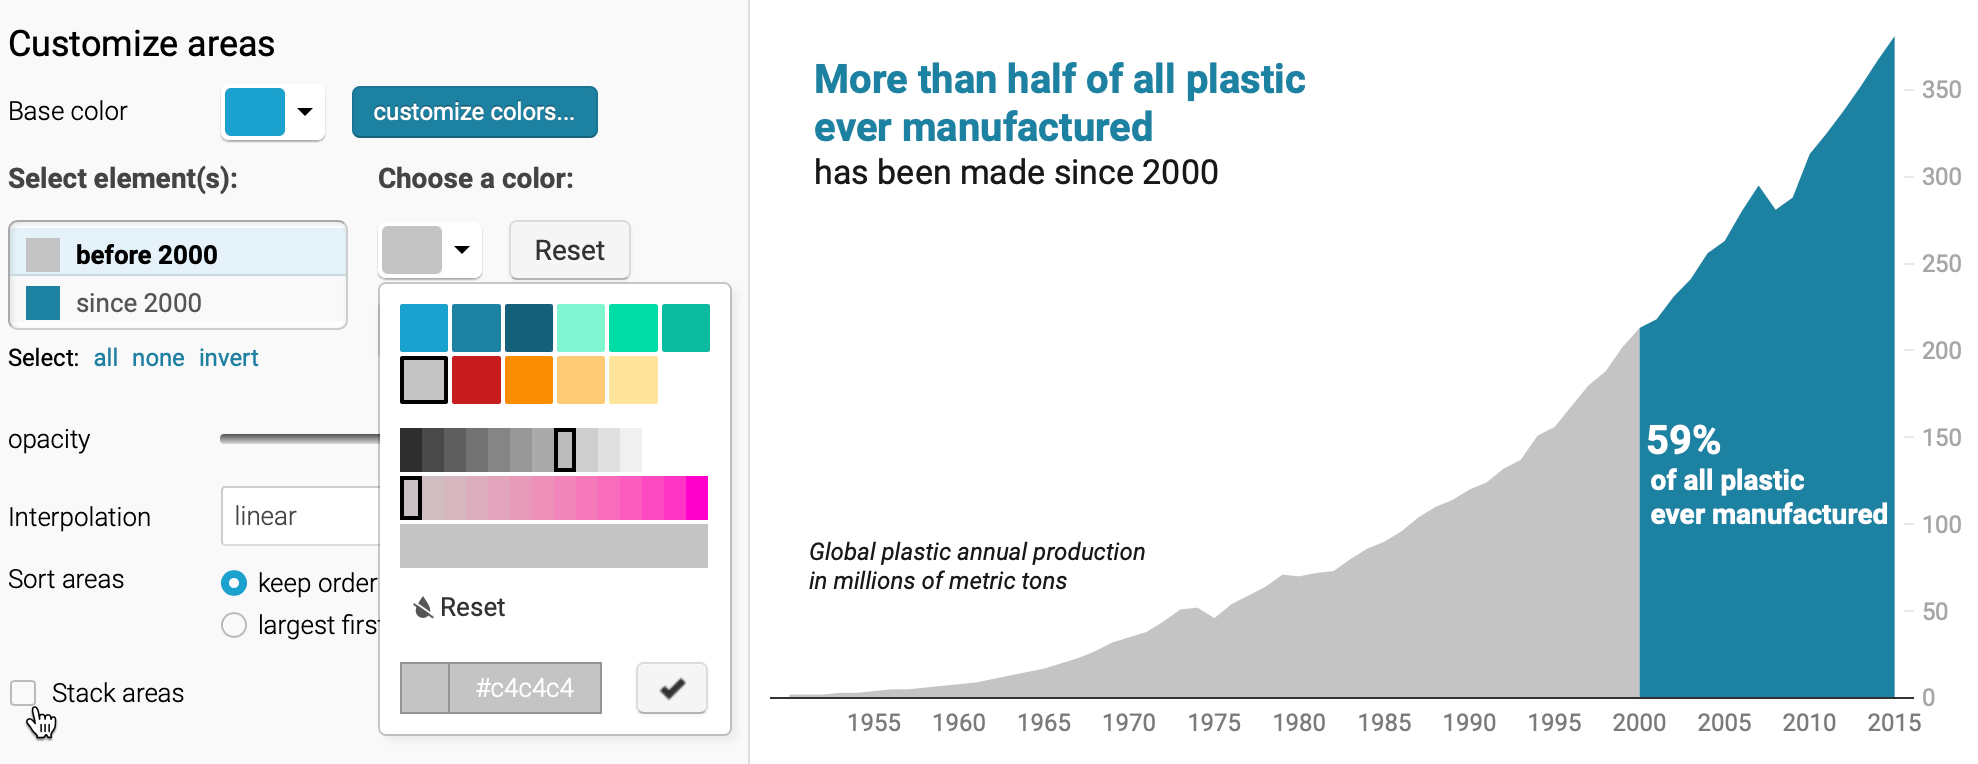 Customize areas
Base color
customize colors...
Select element(s):
Choose a color:
before 2000
since 2000
Reset
Select: all none invert
opacity
Interpolation
linear
Sort areas
keep order
largest first
Stack areas
Reset
#c4c4c4
More than half of all plastic
ever manufactured
has been made since 2000
Global plastic annual production
in millions of metric tons
59%
of all plastic
ever manufactured
350
300
250
200
150
100
50
0
1955 1960 1965 1970 1975 1980 1985 1990 1995 2000 2005 2010 2015